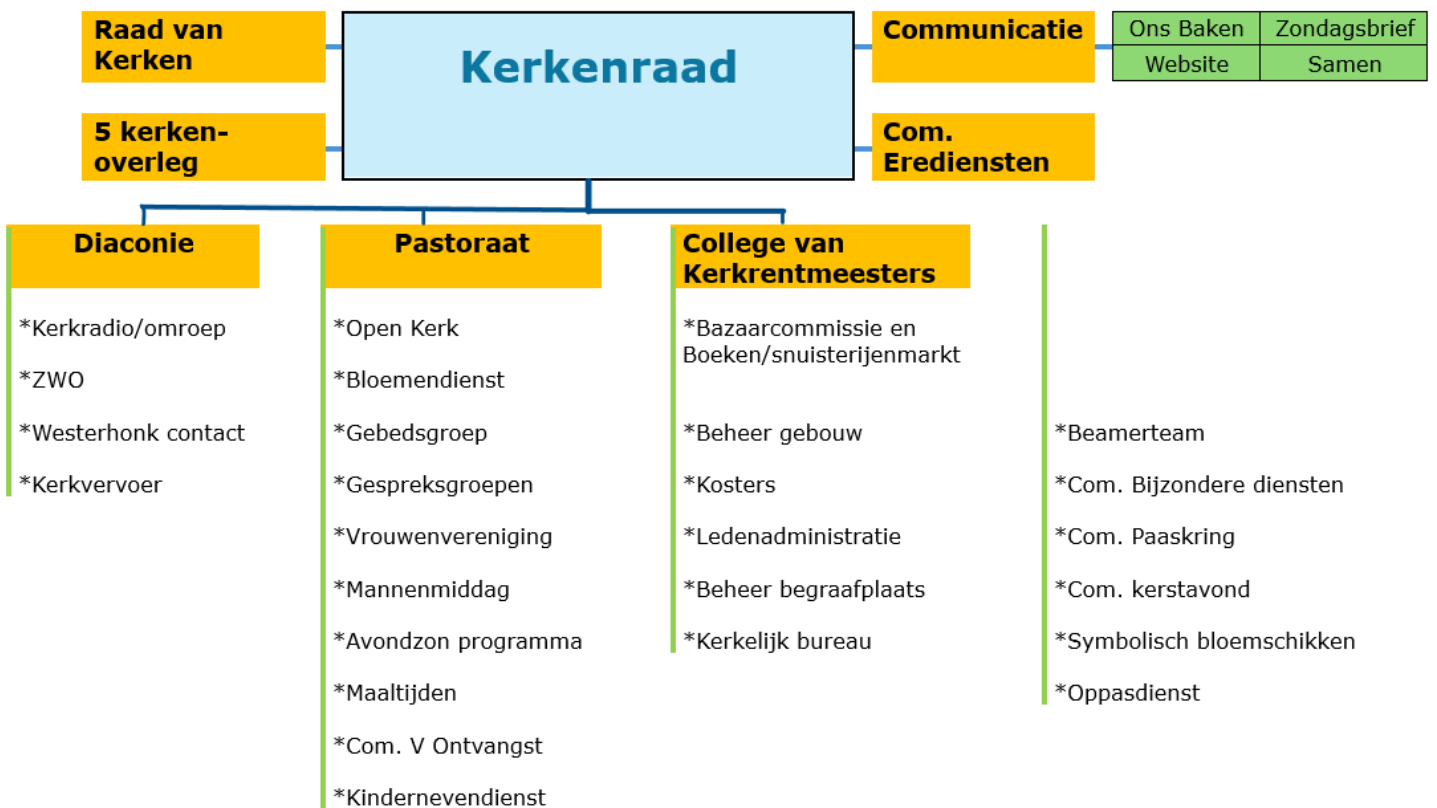 Raad van
Kerken
Kerkenraad
Communicatie
Ons Baken
Zondagsbrief
Website
Samen
5 kerken-
overleg
Com.
Erediensten
Diaconie
*Kerkradio/omroep
*ZWO
*Westerhonk contact
*Kerkvervoer
Pastoraat
*Open Kerk
*Bloemendienst
*Gebedsgroep
*Gespreksgroepen
*Vrouwenvereniging
*Mannenmiddag
*Avondzon programma
*Maaltijden
*Com. V Ontvangst
*Kindernevendienst
College van
Kerkrentmeesters
*Bazaarcommissie en
Boeken/snuisterijenmarkt
*Beheer gebouw
*Kosters
*Ledenadministratie
*Beheer begraafplaats
*Kerkelijk bureau
*Beamerteam
*Com. Bijzondere diensten
*Com. Paaskring
*Com. kerstavond
*Symbolisch bloemschikken
*Oppasdienst